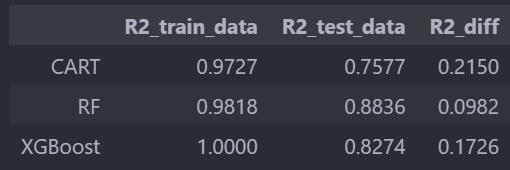 R2_train_data R2_test_data R2_diff
CART 0.9727 0.7577 0.2150
RF 0.9818 0.8836 0.0982
XGBoost 1.0000 0.8274 0.1726